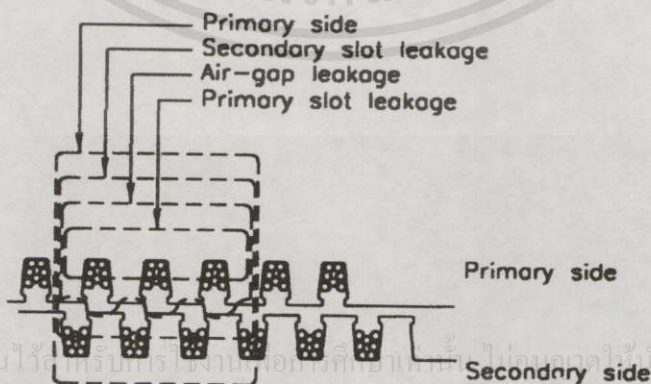 Primary side
Secondary slot leakage
Air-gap leakage
Primary slot leakage
Primary side
Secondary side